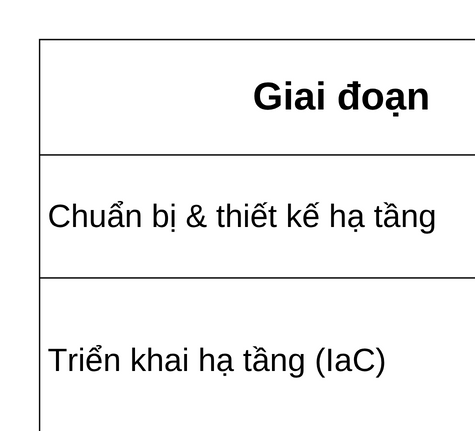 Giai đoạn
Chuẩn bị & thiết kế hạ tầng
Triển khai hạ tầng (IaC)